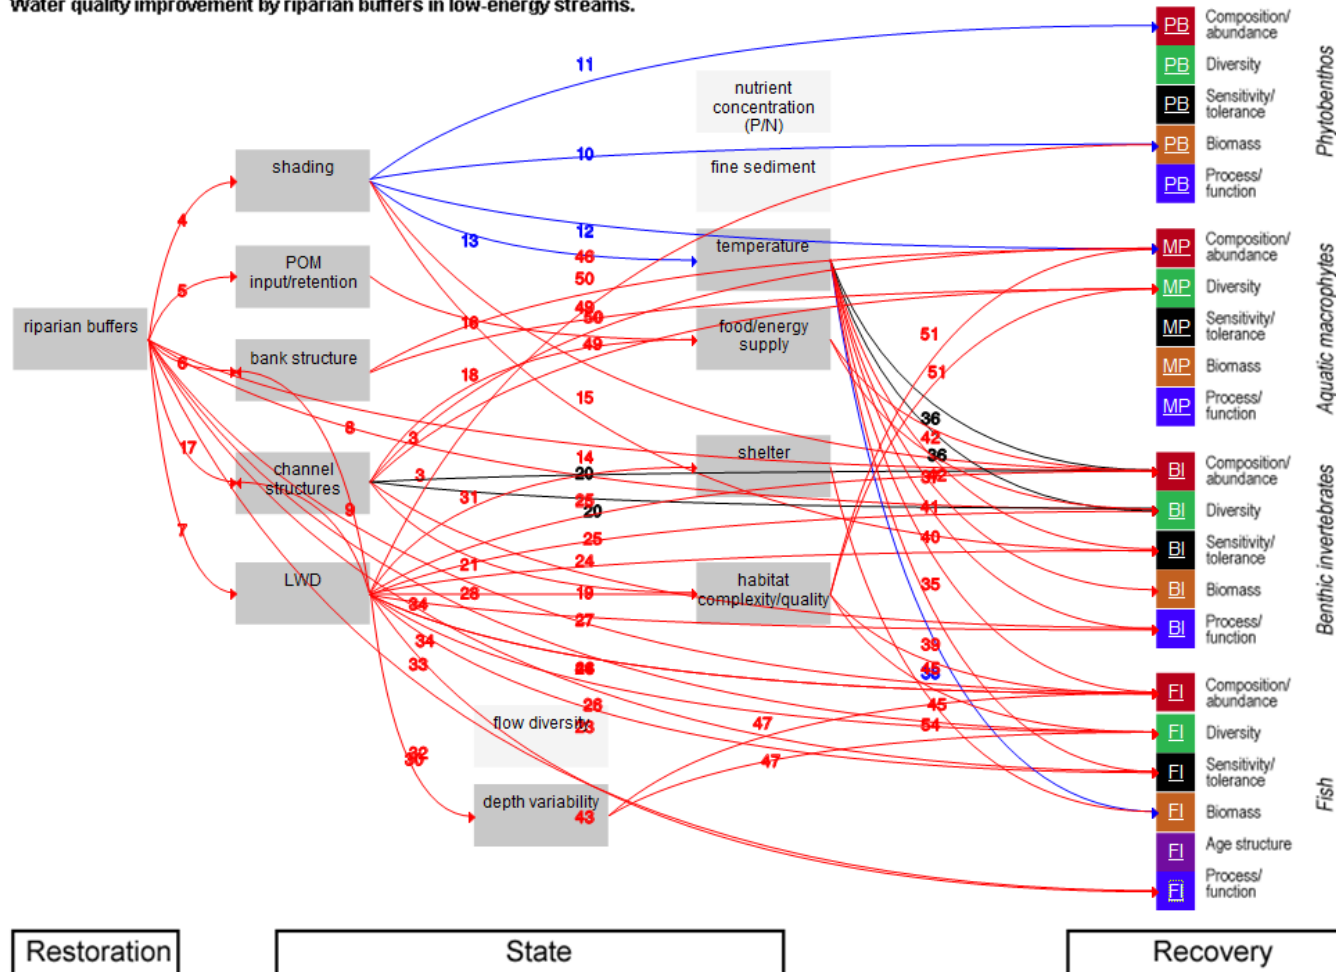 Water quality improvement by riparian buffers in low-energy streams.
riparian buffers
shading
POM
input/retention
bank structure
channel
structures
LWD
flow diversity
depth variability
nutrient
concentration
(P/N)
fine sediment
temperature
food/energy
supply
shelter
habitat
complexity/quality
4
5
6
17
7
8
9
3
3
11
10
12
13
46
50
49
50
49
16
18
15
14
20
31
25
20
25
24
21
28
19
34
27
34
33
26
23
32
30
43
47
47
51
51
36
42
36
42
41
40
35
39
45
38
45
54
PB Composition/
abundance
PB Diversity
PB Sensitivity/
tolerance
PB Biomass
PB Process/
function
Phytobenthos
MP Composition/
abundance
MP Diversity
MP Sensitivity/
tolerance
MP Biomass
MP Process/
function
Aquatic macrophytes
BI Composition/
abundance
BI Diversity
BI Sensitivity/
tolerance
BI Biomass
BI Process/
function
Benthic invertebrates
FI Composition/
abundance
FI Diversity
FI Sensitivity/
tolerance
FI Biomass
FI Age structure
FI Process/
function
Fish
Restoration
State
Recovery